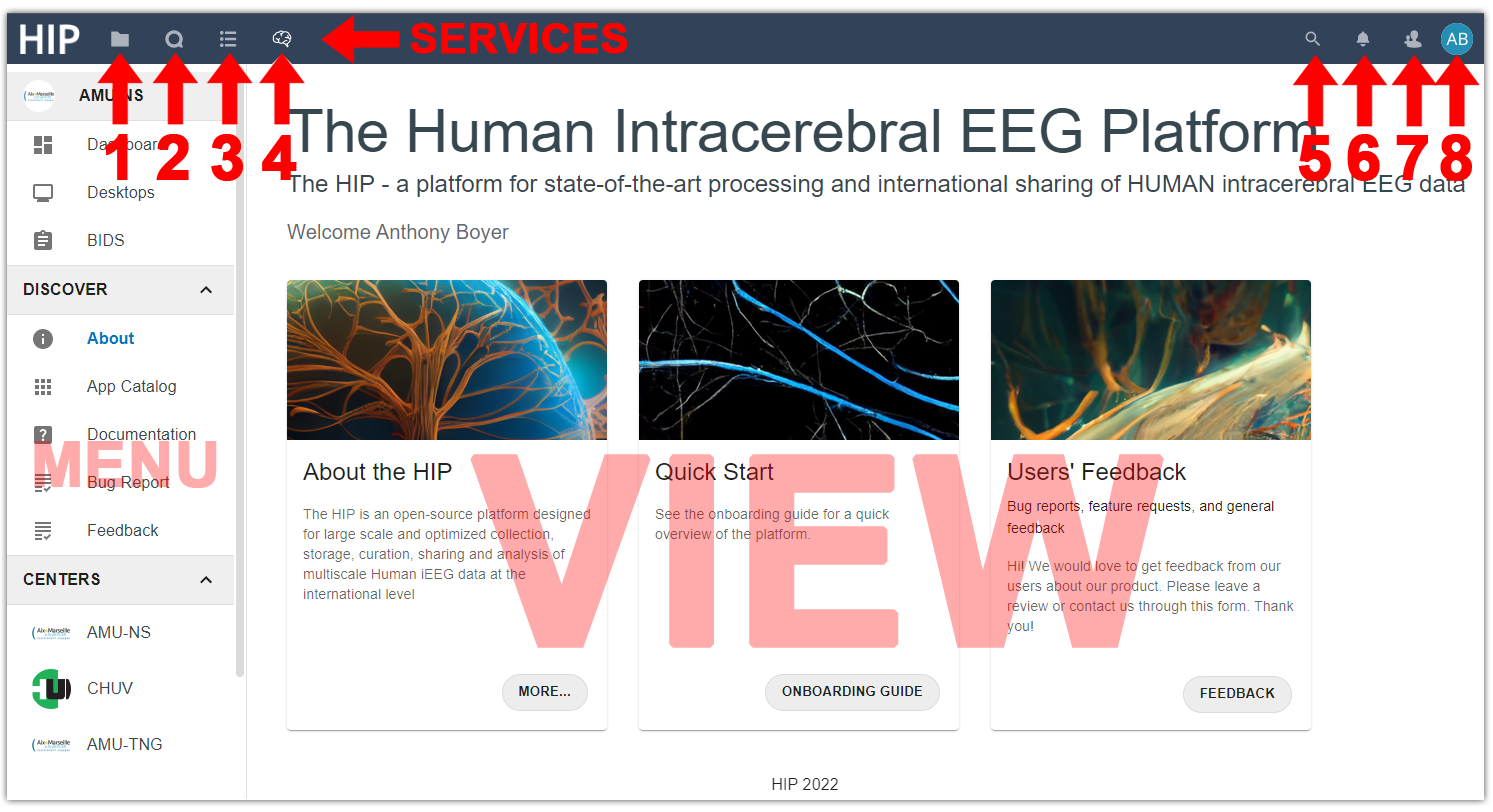 HIP
SERVICES
AB
1 2 3 4 5 6 7 8
AMU-NS
Dashboard
Desktops
BIDS
DISCOVER
About
App Catalog
Documentation
MENU
Bug Report
Feedback
CENTERS
AMU-NS
CHUV
AMU-TNG
The Human Intracerebral EEG Platform
The HIP - a platform for state-of-the-art processing and international sharing of HUMAN intracerebral EEG data
Welcome Anthony Boyer
VIEW
About the HIP
The HIP is an open-source platform designed
for large scale and optimized collection,
storage, curation, sharing and analysis of
multiscale Human iEEG data at the
international level
MORE...
Quick Start
See the onboarding guide for a quick
overview of the platform.
ONBOARDING GUIDE
Users' Feedback
Bug reports, feature requests, and general
feedback
Hi! We would love to get feedback from our
users about our product. Please leave a
review or contact us through this form. Thank
you!
FEEDBACK
HIP 2022